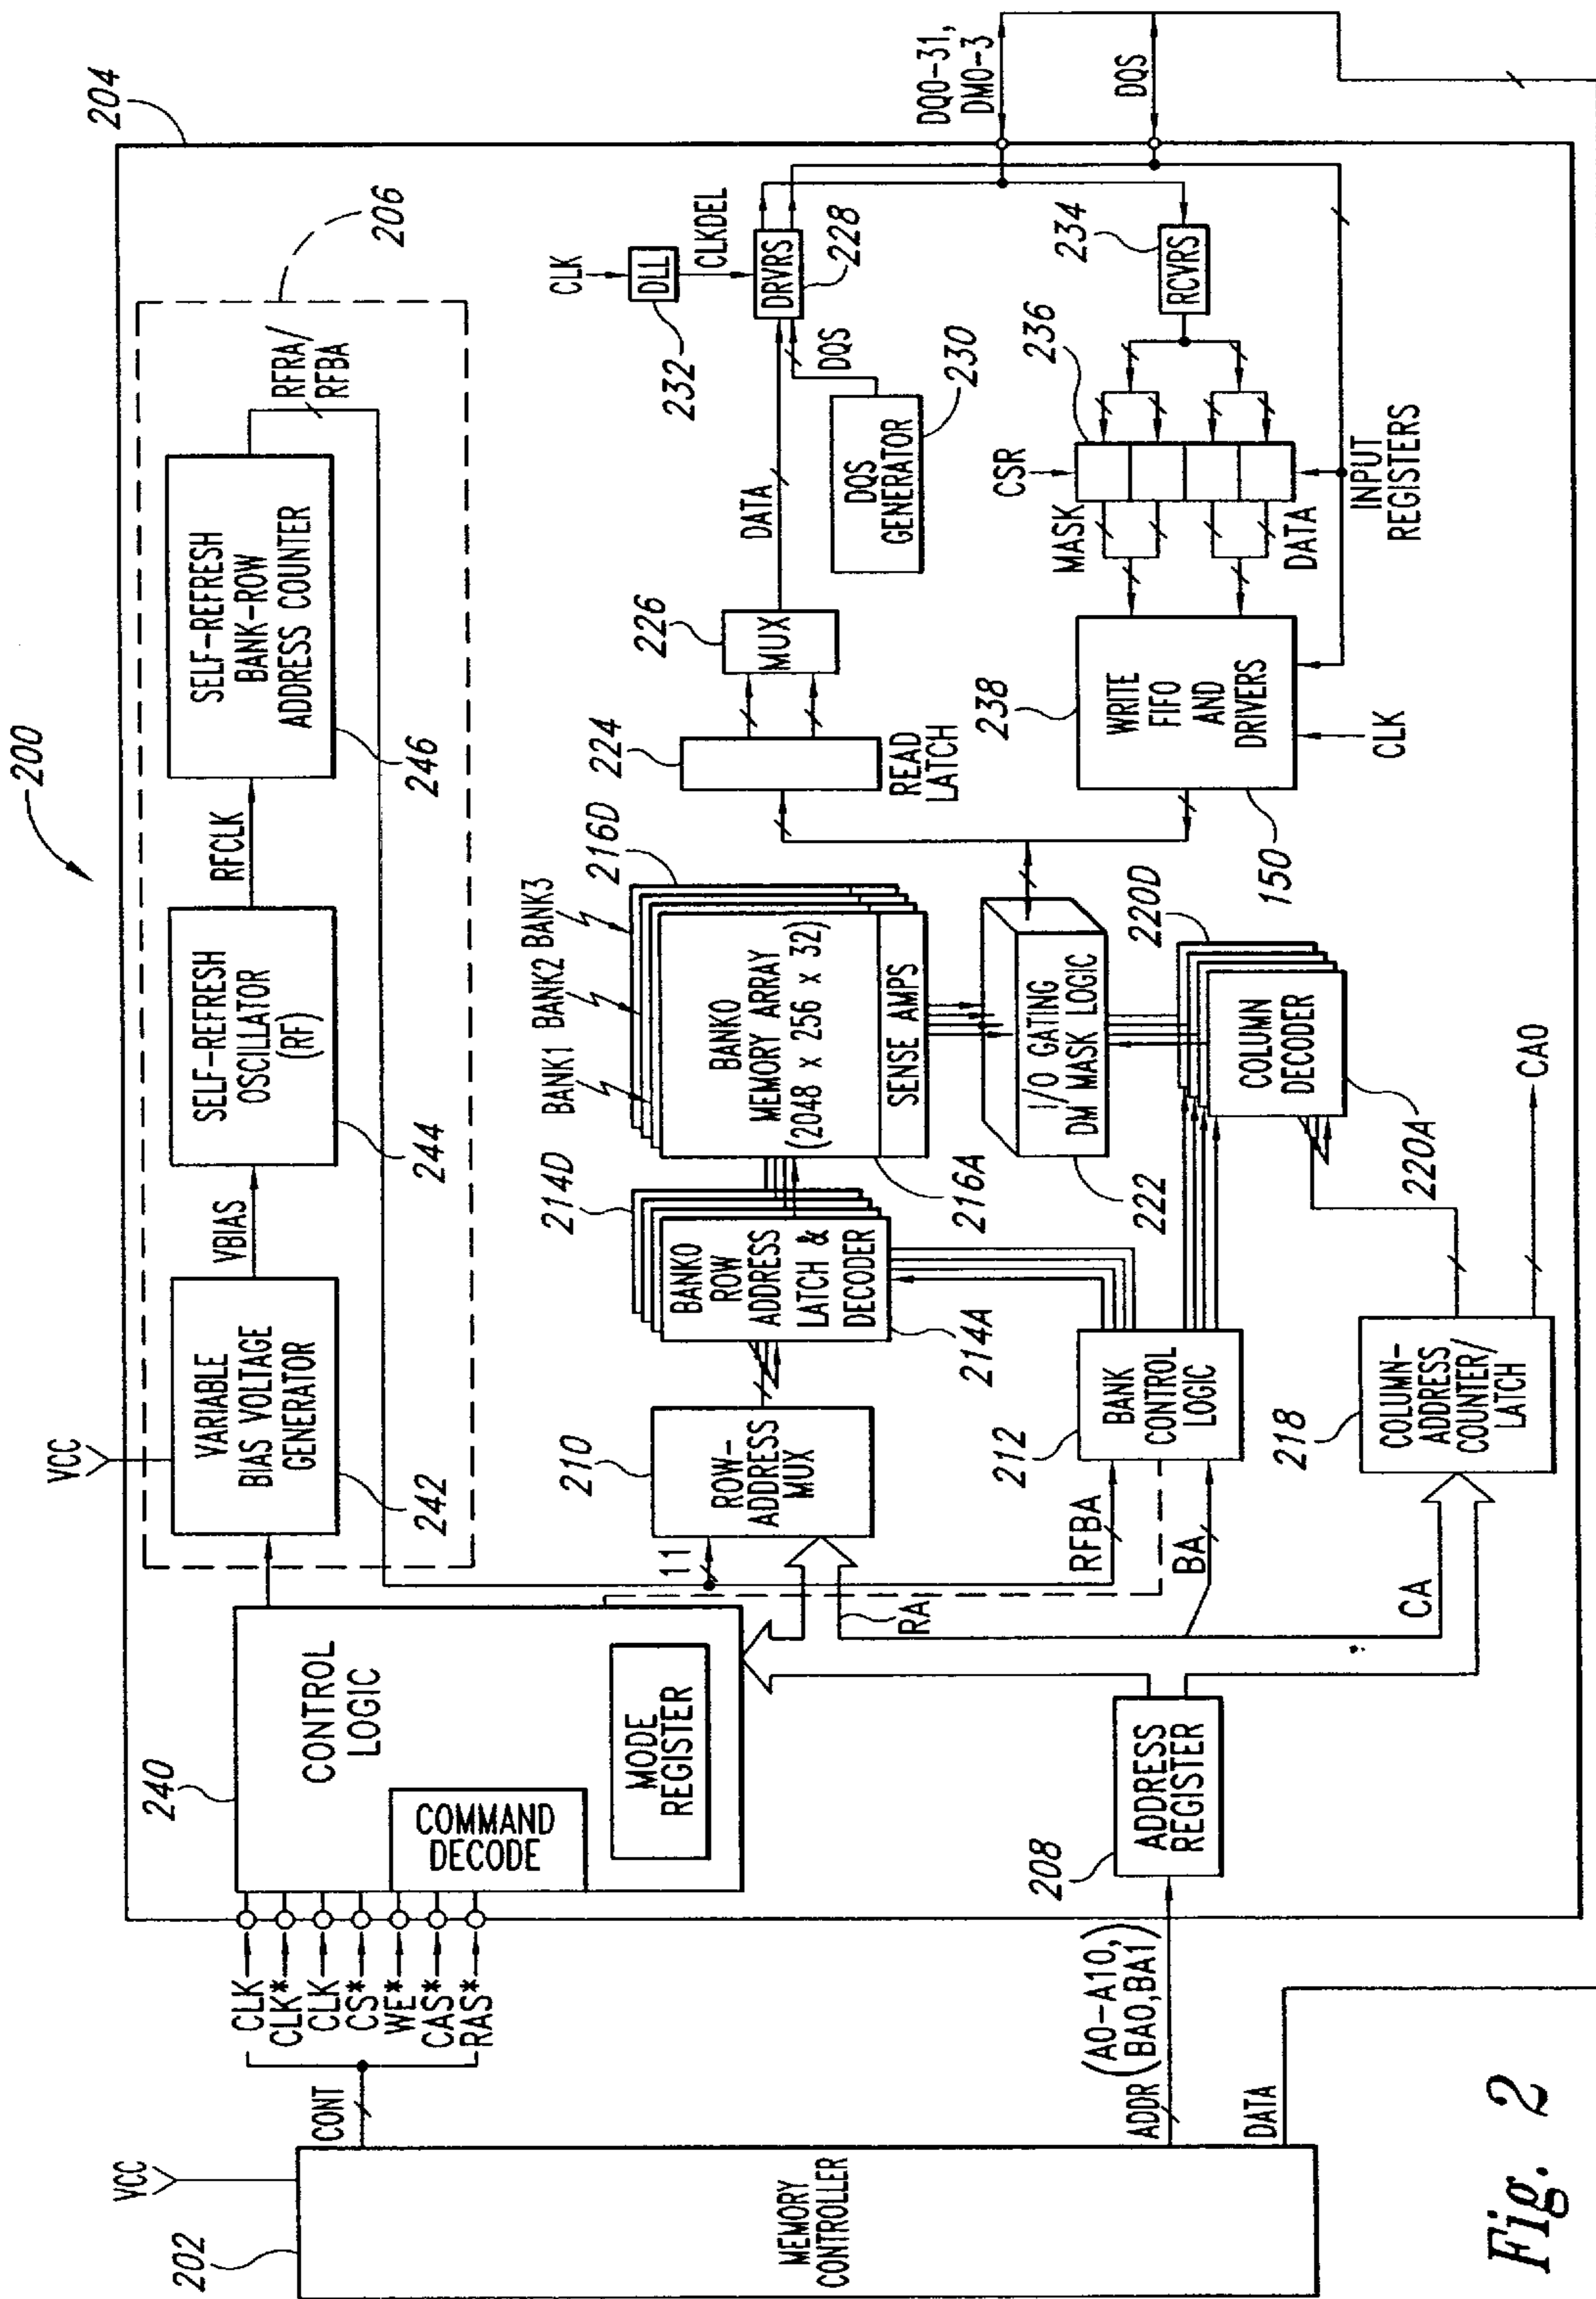 200
202
VCC
MEMORY
CONTROLLER
CONT
ADDR
(A0-A10,
BA0,BA1)
DATA
CLK
CLK*
CLK
CS*
WE*
CAS*
RAS*
204
240
CONTROL
LOGIC
COMMAND
DECODE
MODE
REGISTER
208
ADDRESS
REGISTER
VCC
VARIABLE
BIAS VOLTAGE
GENERATOR
242
VBIAS
SELF-REFRESH
OSCILLATOR
(RF)
244
RFCLK
SELF-REFRESH
BANK-ROW
ADDRESS COUNTER
246
RFRA/
RFBA
206
11
210
ROW-
ADDRESS
MUX
RA
RFBA
BA
CA
212
BANK
CONTROL
LOGIC
218
COLUMN-
ADDRESS
COUNTER/
LATCH
CA0
214D
BANK0
ROW
ADDRESS
LATCH &
DECODER
214A
BANK1
BANK2
BANK3
216D
BANK0
MEMORY ARRAY
(2048 x 256 x 32)
SENSE AMPS
216A
I/O GATING
DM MASK LOGIC
222
220D
COLUMN
DECODER
220A
224
READ
LATCH
226
MUX
DATA
CLK
DLL
232
CLKDEL
DRVRS
228
DQS
DQS
GENERATOR
230
238
WRITE
FIFO
AND
DRIVERS
150
CLK
MASK
DATA
CSR
236
INPUT
REGISTERS
RCVRS
234
DQ0-31,
DM0-3
DQS
Fig. 2